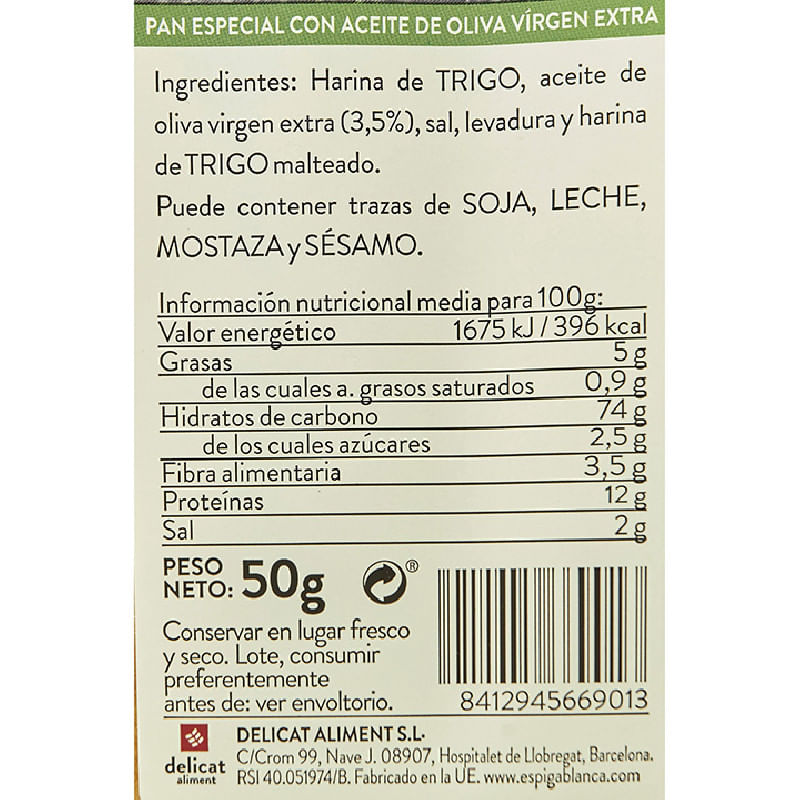 PAN ESPECIAL CON ACEITE DE OLIVA VÍRGEN EXTRA
Ingredientes: Harina de TRIGO, aceite de
oliva virgen extra (3,5%), sal, levadura y harina
de TRIGO malteado.
Puede contener trazas de SOJA, LECHE,
MOSTAZA y SÉSAMO.
Información nutricional media para 100g:
Valor energético 1675 kJ / 396 kcal
Grasas 5 g
de las cuales a. grasos saturados 0,9 g
Hidratos de carbono 74 g
de los cuales azúcares 2,5 g
Fibra alimentaria 3,5 g
Proteínas 12 g
Sal 2 g
PESO
NETO: 50g
®
Conservar en lugar fresco
y seco. Lote, consumir
preferentemente
antes de: ver envoltorio.
8412945669013
delicat
aliment
DELICAT ALIMENT S.L.
C/Crom 99, Nave J. 08907, Hospitalet de Llobregat, Barcelona.
RSI 40.051974/B. Fabricado en la UE. www.espigablanca.com